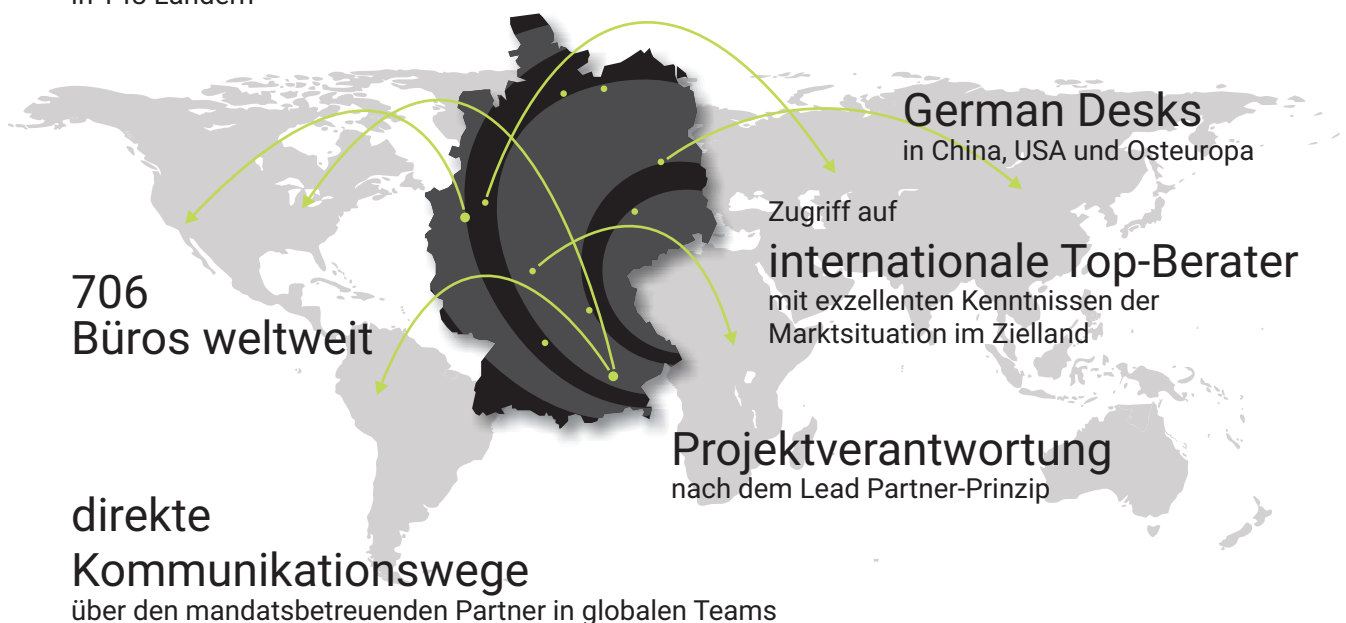 German Desks
in China, USA und Osteuropa
Zugriff auf
internationale Top-Berater
mit exzellenten Kenntnissen der
Marktsituation im Zielland
706
Büros weltweit
Projektverantwortung
nach dem Lead Partner-Prinzip
direkte
Kommunikationswege
über den mandatsbetreuenden Partner in globalen Teams